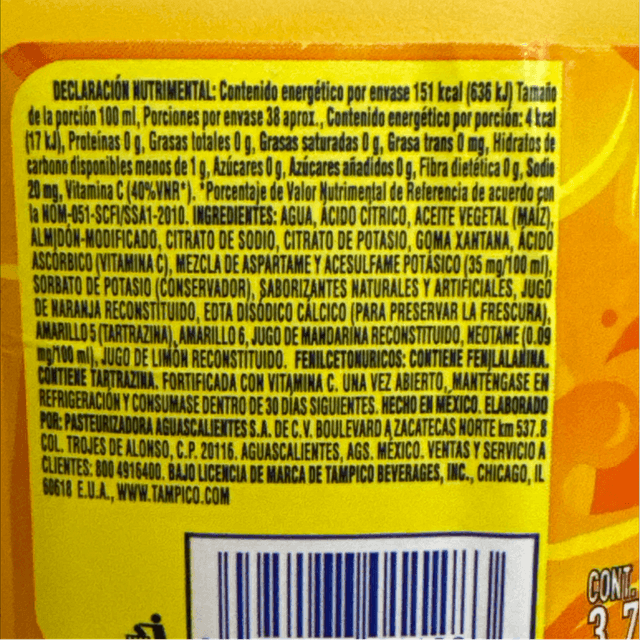 DECLARACIÓN NUTRIMENTAL: Contenido energético por envase 151 kcal (636 kJ) Tamaño
de la porción 100 ml, Porciones por envase 38 aprox., Contenido energético por porción: 4 kcal
(17 kJ), Proteínas 0 g, Grasas totales 0 g, Grasas saturadas 0 g, Grasa trans 0 mg, Hidratos de
carbono disponibles menos de 1 g, Azúcares 0 g, Azúcares añadidos 0 g, Fibra dietética 0 g, Sodio
20 mg, Vitamina C (40%VNR*). *Porcentaje de Valor Nutrimental de Referencia de acuerdo con
la NOM-051-SCFI/SSA1-2010. INGREDIENTES: AGUA, ÁCIDO CÍTRICO, ACEITE VEGETAL (MAÍZ),
ALMIDÓN-MODIFICADO, CITRATO DE SODIO, CITRATO DE POTASIO, GOMA XANTANA, ÁCIDO
ASCÓRBICO (VITAMINA C), MEZCLA DE ASPARTAME Y ACESULFAME POTÁSICO (35 mg/100 ml),
SORBATO DE POTASIO (CONSERVADOR), SABORIZANTES NATURALES Y ARTIFICIALES, JUGO
DE NARANJA RECONSTITUIDO, EDTA DISÓDICO CÁLCICO (PARA PRESERVAR LA FRESCURA),
AMARILLO 5 (TARTRAZINA), AMARILLO 6, JUGO DE MANDARINA RECONSTITUIDO, NEOTAME (0.09
mg/100 ml), JUGO DE LIMÓN RECONSTITUIDO. FENILCETONURICOS: CONTIENE FENILALANINA.
CONTIENE TARTRAZINA. FORTIFICADA CON VITAMINA C. UNA VEZ ABIERTO, MANTÉNGASE EN
REFRIGERACIÓN Y CONSUMASE DENTRO DE 30 DÍAS SIGUIENTES. HECHO EN MÉXICO. ELABORADO
POR: PASTEURIZADORA AGUASCALIENTES S.A. DE C.V. BOULEVARD A ZACATECAS NORTE km 537.8
COL. TROJES DE ALONSO, C.P. 20116. AGUASCALIENTES, AGS. MÉXICO. VENTAS Y SERVICIO A
CLIENTES: 800 4916400. BAJO LICENCIA DE MARCA DE TAMPICO BEVERAGES, INC., CHICAGO, IL
60618 E.U.A., WWW.TAMPICO.COM
CONT.
3.7